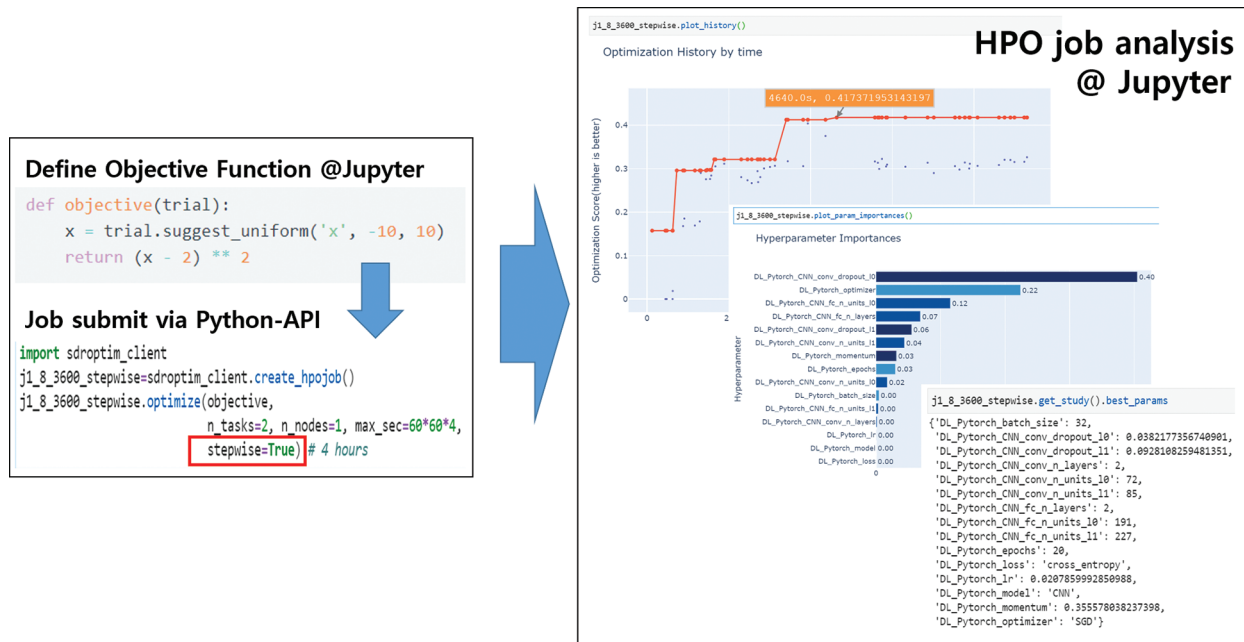 Define Objective Function @Jupyter
def objective(trial):
x = trial.suggest_uniform('x', -10, 10)
return (x - 2) ** 2
Job submit via Python-API
import sdroptim_client
j1_8_3600_stepwise=sdroptim_client.create_hpojob()
j1_8_3600_stepwise.optimize(objective,
n_tasks=2, n_nodes=1, max_sec=60*60*4,
stepwise=True) # 4 hours
HPO job analysis
@ Jupyter
j1_8_3600_stepwise.plot_history()
Optimization History by time
4640.0s, 0.417371953143197
Optimization Score(higher is better)
0.4
0.3
0.2
0.1
0
0
2
j1_8_3600_stepwise.plot_param_importances()
Hyperparameter Importances
Hyperparameter
DL_Pytorch_CNN_conv_dropout_l0 0.40
DL_Pytorch_optimizer 0.22
DL_Pytorch_CNN_fc_n_units_l0 0.12
DL_Pytorch_CNN_fc_n_layers 0.07
DL_Pytorch_CNN_conv_dropout_l1 0.06
DL_Pytorch_CNN_conv_n_units_l1 0.04
DL_Pytorch_momentum 0.03
DL_Pytorch_epochs 0.03
DL_Pytorch_CNN_conv_n_units_l0 0.02
DL_Pytorch_batch_size 0.00
DL_Pytorch_CNN_fc_n_units_l1 0.00
DL_Pytorch_CNN_conv_n_layers 0.00
DL_Pytorch_lr 0.00
DL_Pytorch_model 0.00
DL_Pytorch_loss 0.00
0
j1_8_3600_stepwise.get_study().best_params
{'DL_Pytorch_batch_size': 32,
'DL_Pytorch_CNN_conv_dropout_l0': 0.0382177356740901,
'DL_Pytorch_CNN_conv_dropout_l1': 0.0928108259481351,
'DL_Pytorch_CNN_conv_n_layers': 2,
'DL_Pytorch_CNN_conv_n_units_l0': 72,
'DL_Pytorch_CNN_conv_n_units_l1': 85,
'DL_Pytorch_CNN_fc_n_layers': 2,
'DL_Pytorch_CNN_fc_n_units_l0': 191,
'DL_Pytorch_CNN_fc_n_units_l1': 227,
'DL_Pytorch_epochs': 20,
'DL_Pytorch_loss': 'cross_entropy',
'DL_Pytorch_lr': 0.0207859992850988,
'DL_Pytorch_model': 'CNN',
'DL_Pytorch_momentum': 0.355578038237398,
'DL_Pytorch_optimizer': 'SGD'}